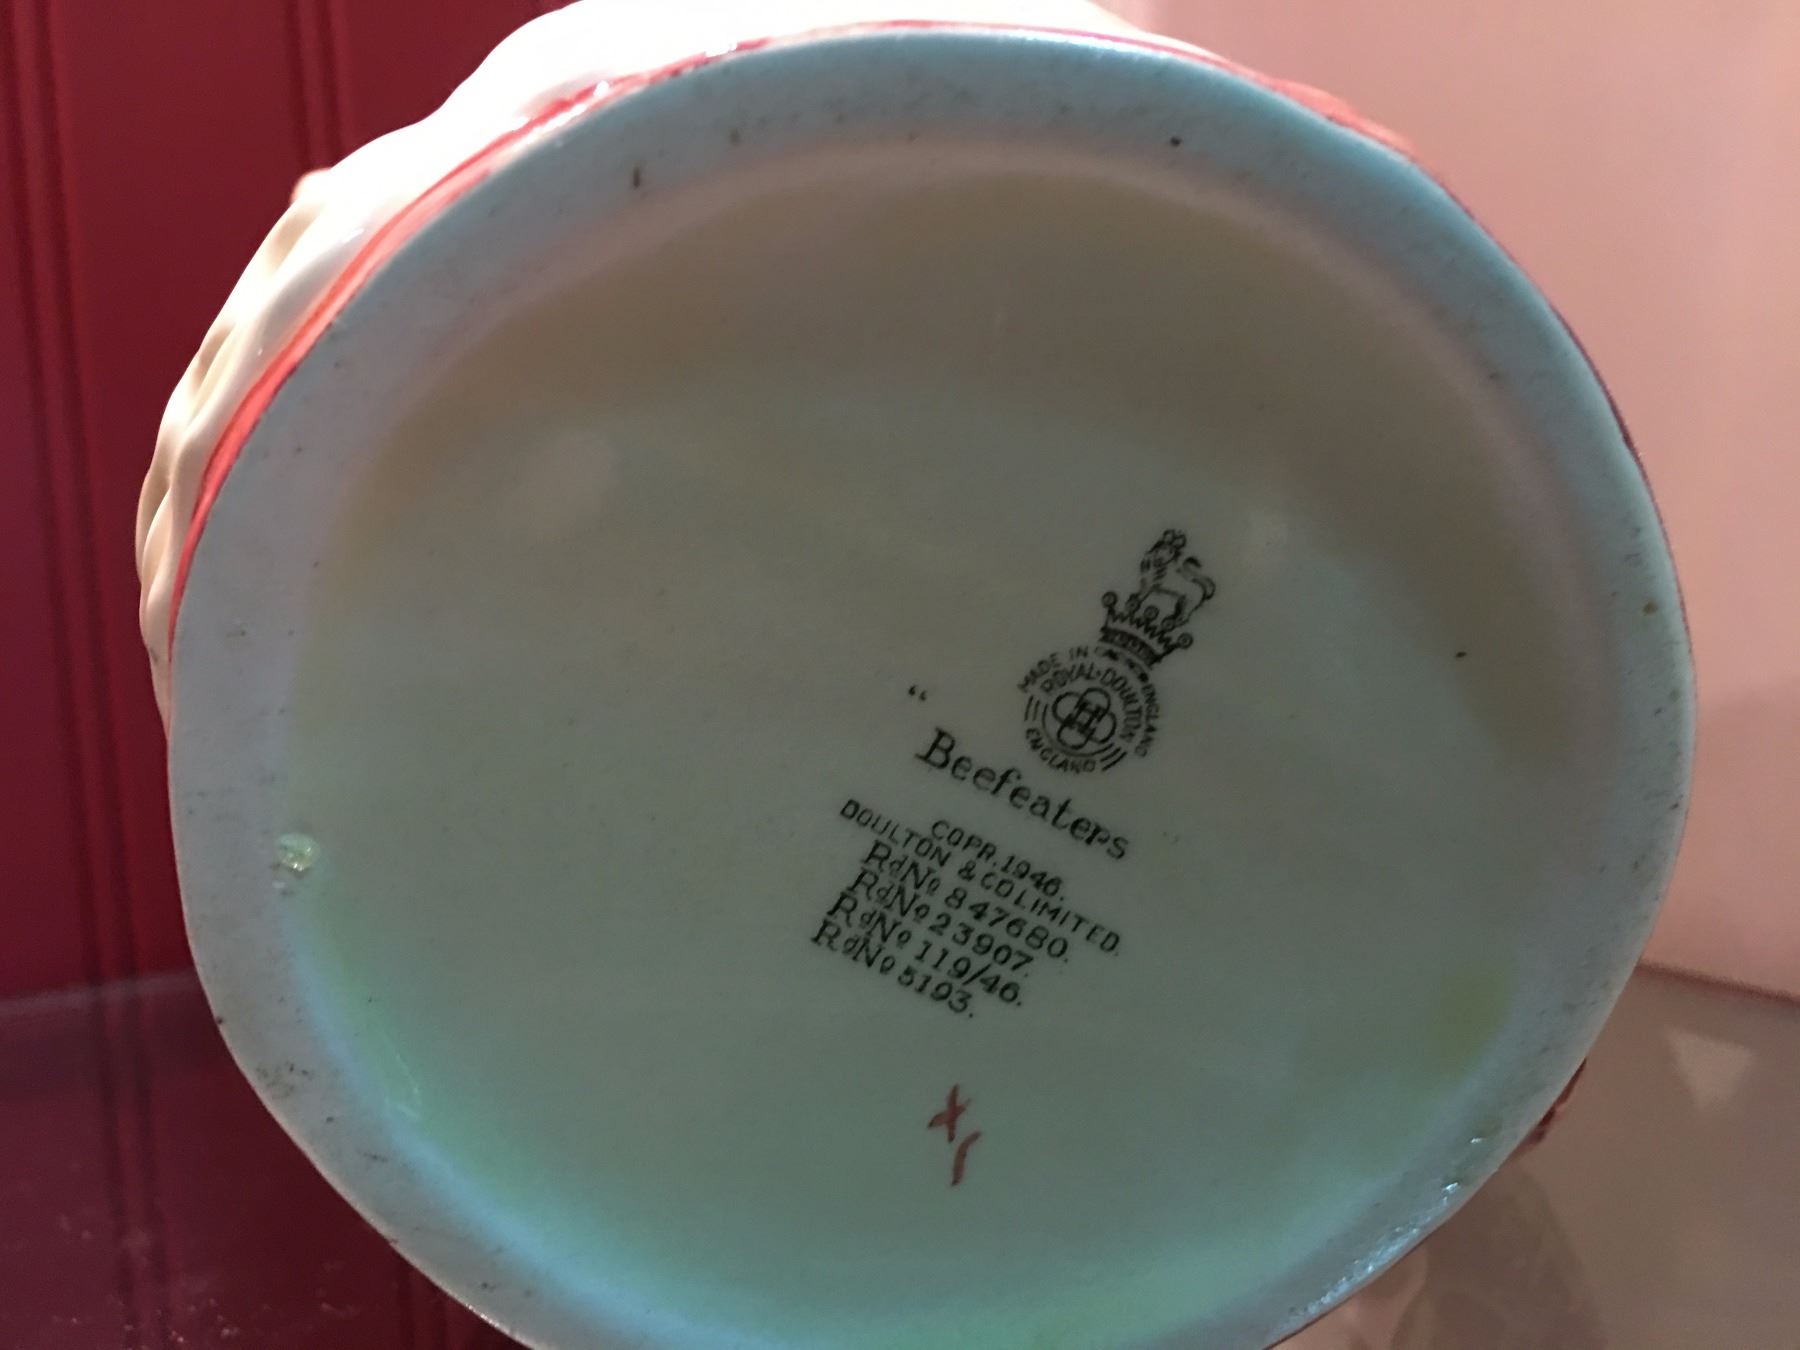 MADE IN ENGLAND
ROYAL·DOULTON
ENGLAND
“
Beefeaters
COPR.1946.
DOULTON & CO LIMITED.
RdNo 847680.
RdNo 23907.
RdNo 119/46.
RdNo 5193.